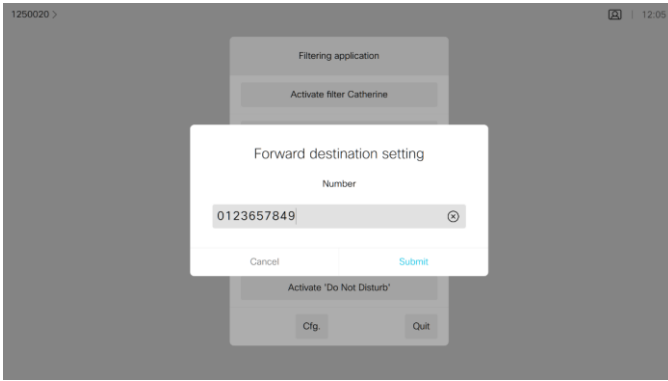 1250020 >
12:05
Filtering application
Activate filter Catherine
Forward destination setting
Number
0123657849
Cancel
Submit
Activate 'Do Not Disturb'
Cfg.
Quit